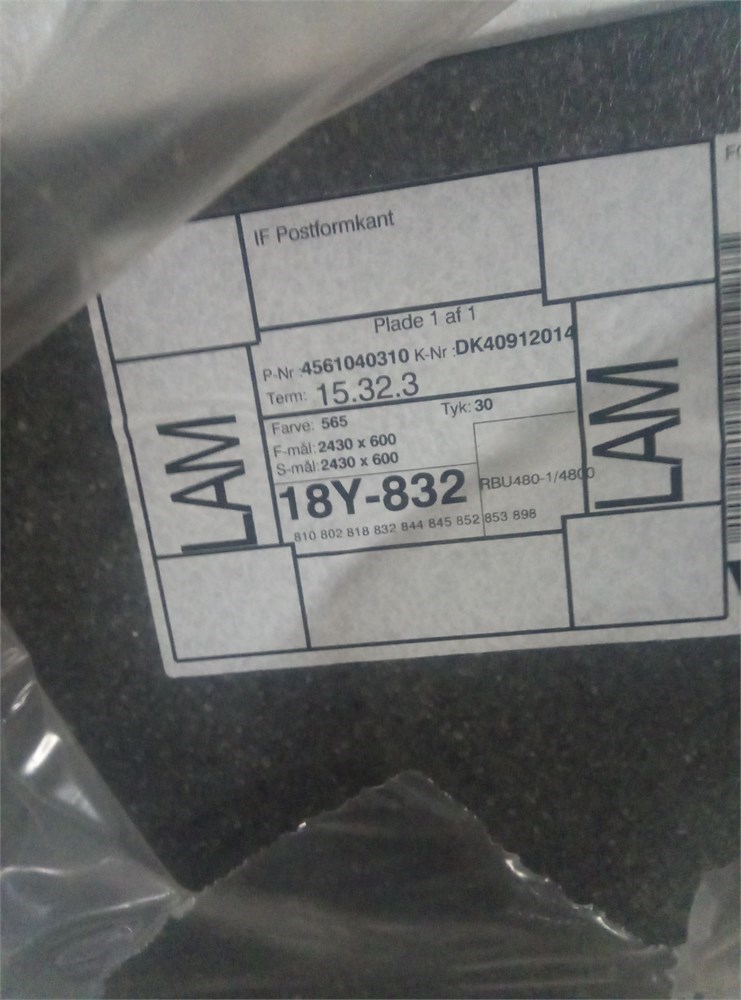 IF Postformkant
Plade 1 af 1
P-Nr :4561040310 K-Nr :DK40912014
Term: 15.32.3
Farve: 565 Tyk: 30
F-mål: 2430 x 600
S-mål: 2430 x 600
18Y-832 RBU480-1/4800
810 802 818 832 844 845 852 853 898
LAM
LAM